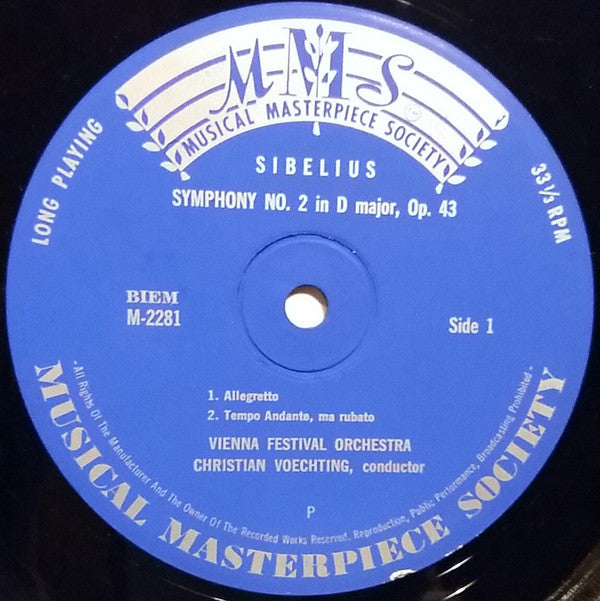 MMS
MUSICAL MASTERPIECE SOCIETY
LONG PLAYING
33⅓ RPM
SIBELIUS
SYMPHONY NO. 2 in D major, Op. 43
BIEM
M-2281
Side 1
1. Allegretto
2. Tempo Andante, ma rubato
VIENNA FESTIVAL ORCHESTRA
CHRISTIAN VOECHTING, conductor
P
- All Rights Of The Manufacturer And The Owner Of The Recorded Works Reserved. Reproduction, Public Performance, Broadcasting Prohibited -
MUSICAL MASTERPIECE SOCIETY